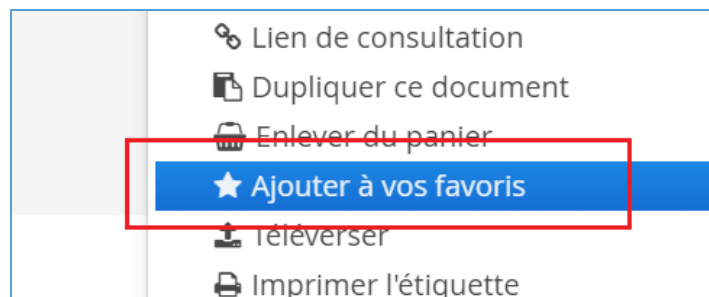 Lien de consultation
Dupliquer ce document
Enlever du panier
Ajouter à vos favoris
Téléverser
Imprimer l'étiquette